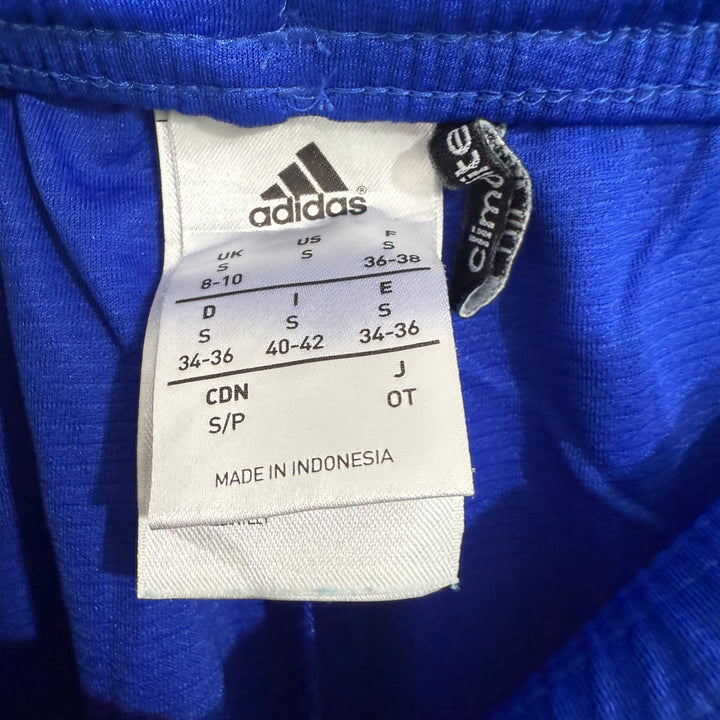 adidas®
UK US F
S S S
8-10 36-38
D I E
S S S
34-36 40-42 34-36
CDN J
S/P OT
MADE IN INDONESIA
climalite